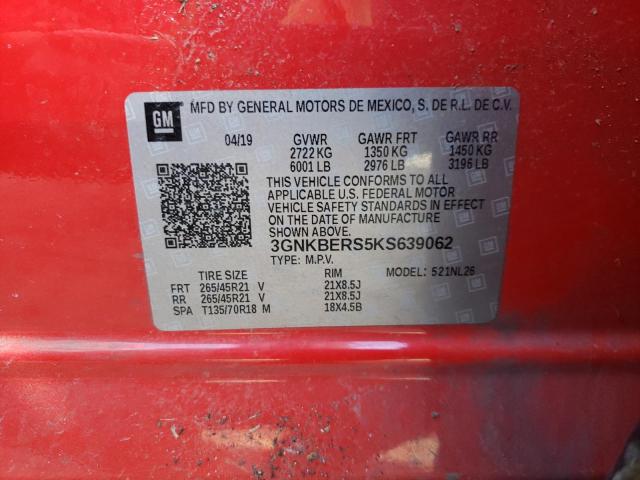 GM MFD BY GENERAL MOTORS DE MEXICO, S. DE R.L. DE C.V.
04/19 GVWR GAWR FRT GAWR RR
2722 KG 1350 KG 1450 KG
6001 LB 2976 LB 3196 LB
THIS VEHICLE CONFORMS TO ALL
APPLICABLE U.S. FEDERAL MOTOR
VEHICLE SAFETY STANDARDS IN EFFECT
ON THE DATE OF MANUFACTURE
SHOWN ABOVE.
3GNKBERS5KS639062
TYPE: M.P.V. MODEL: 521NL26
TIRE SIZE RIM
FRT 265/45R21 V 21X8.5J
RR 265/45R21 V 21X8.5J
SPA T135/70R18 M 18X4.5B